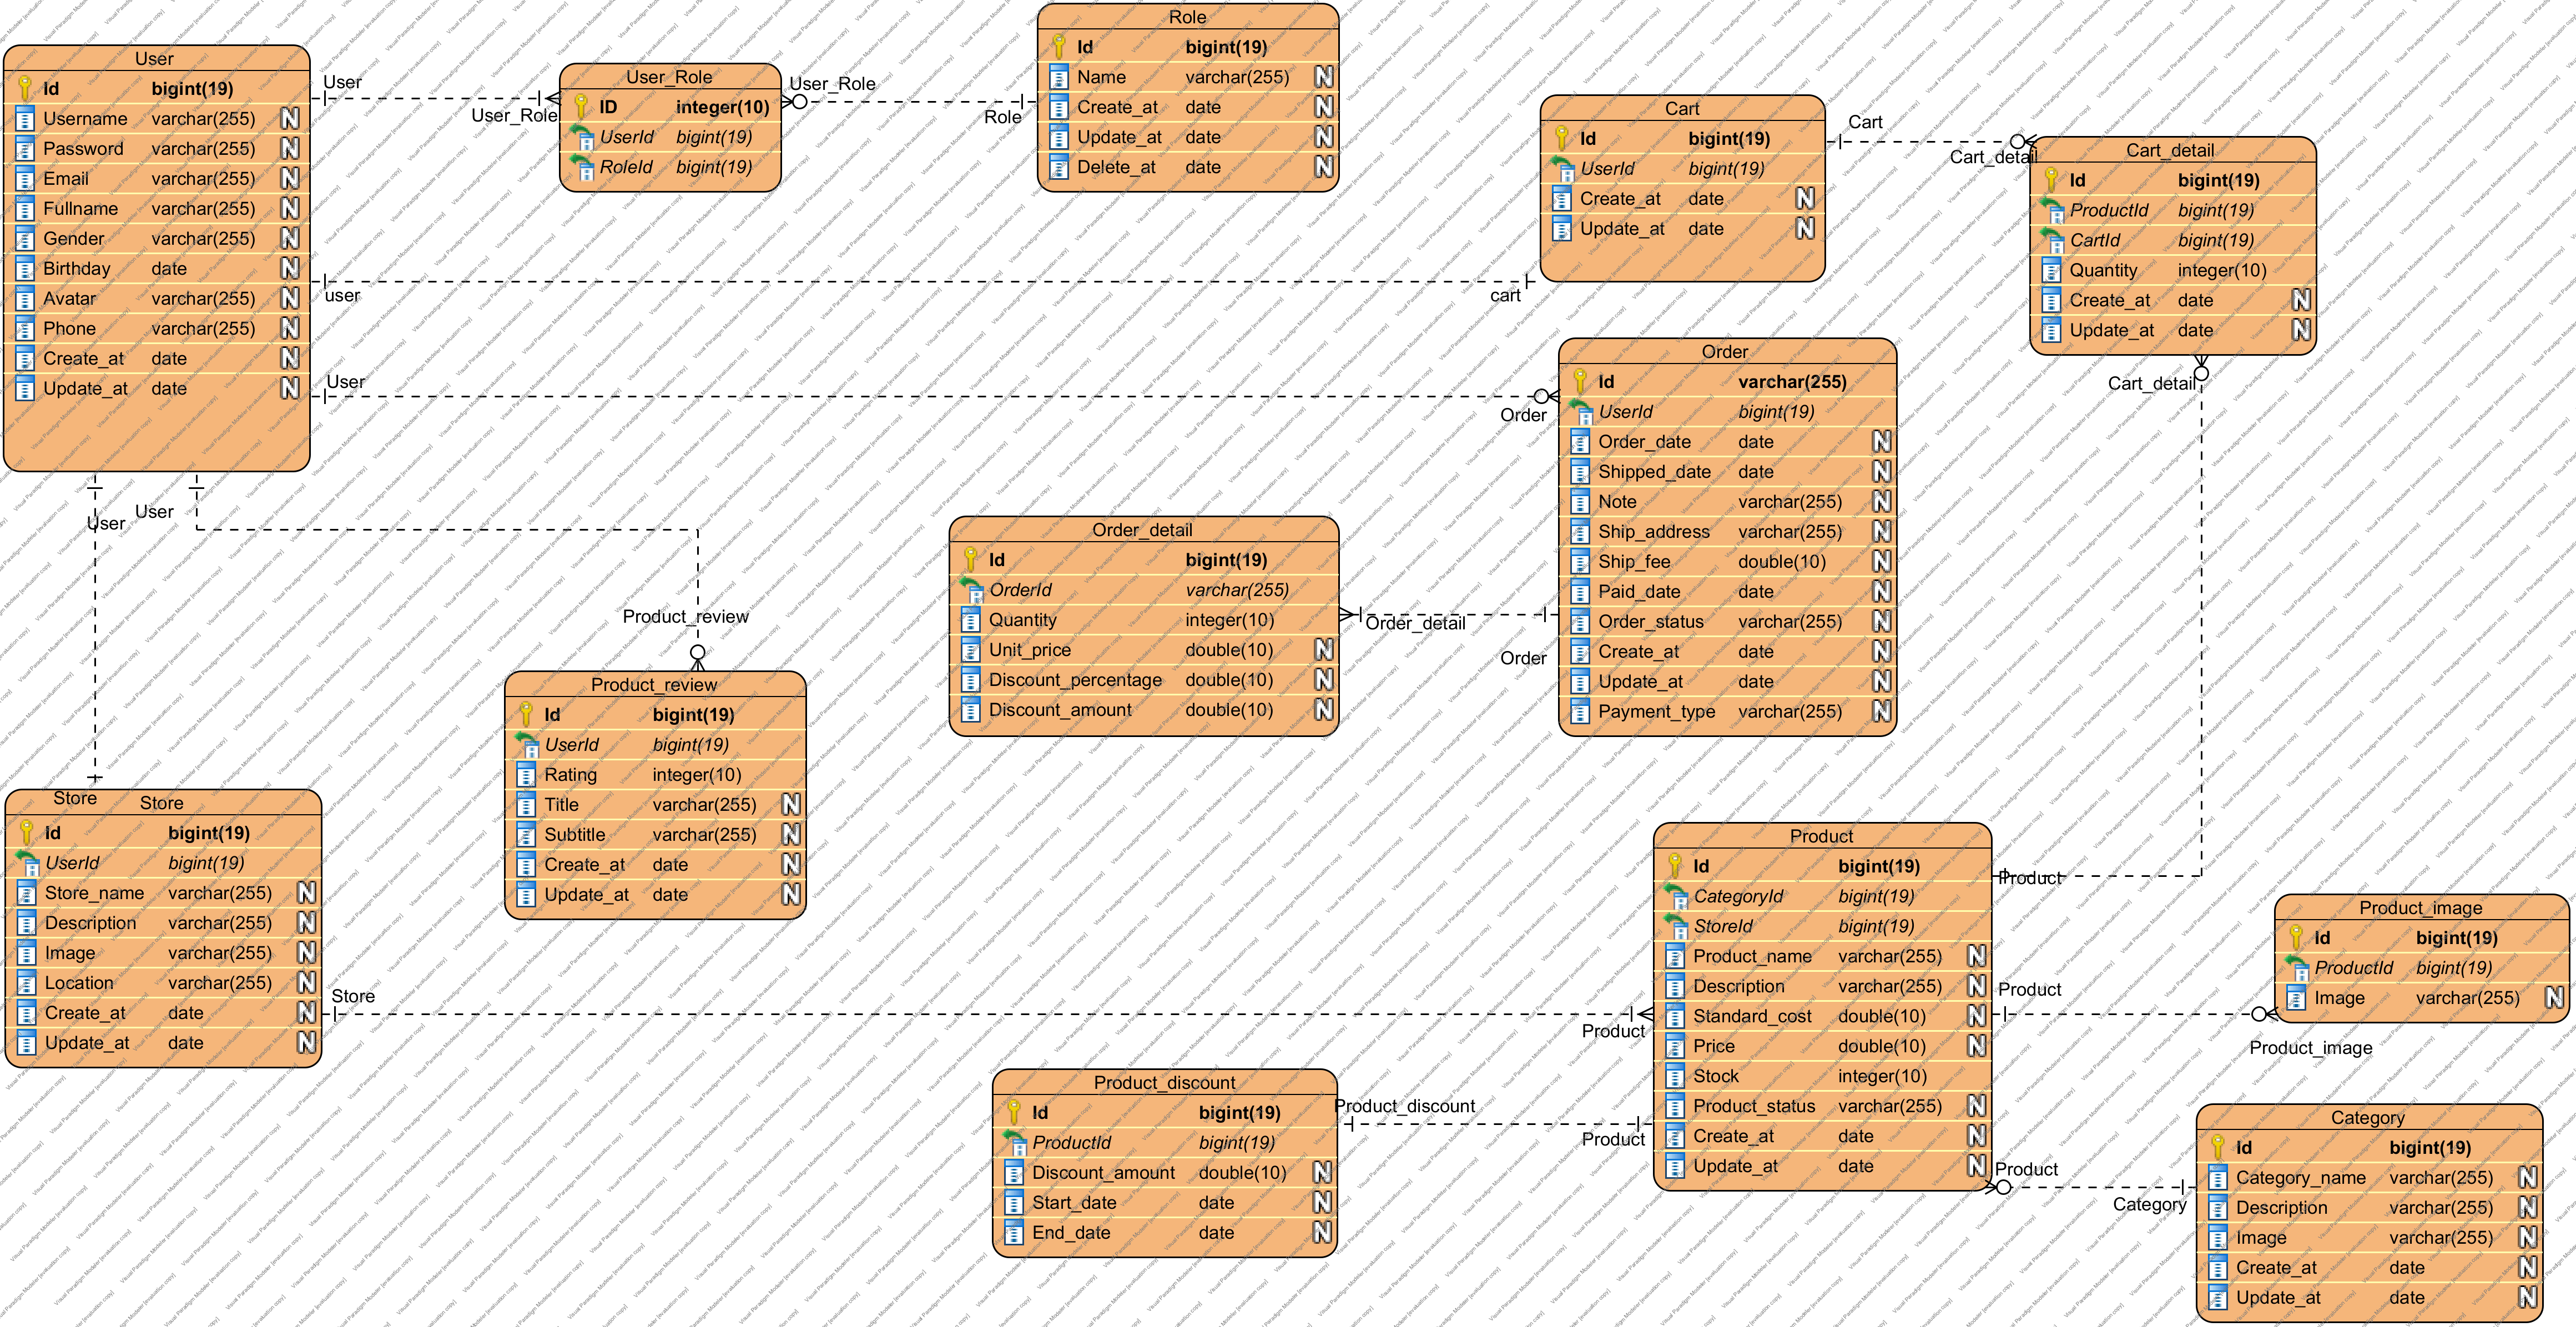 User
Id bigint(19)
Username varchar(255) N
Password varchar(255) N
Email varchar(255) N
Fullname varchar(255) N
Gender varchar(255) N
Birthday date N
Avatar varchar(255) N
Phone varchar(255) N
Create_at date N
Update_at date N
User
User_Role
User_Role
ID integer(10)
UserId bigint(19)
RoleId bigint(19)
User_Role
Role
Role
Id bigint(19)
Name varchar(255) N
Create_at date N
Update_at date N
Delete_at date N
user
cart
Cart
Id bigint(19)
UserId bigint(19)
Create_at date N
Update_at date N
Cart
Cart_detail
Cart_detail
Id bigint(19)
ProductId bigint(19)
CartId bigint(19)
Quantity integer(10)
Create_at date N
Update_at date N
Cart_detail
User
Order
Order
Id varchar(255)
UserId bigint(19)
Order_date date N
Shipped_date date N
Note varchar(255) N
Ship_address varchar(255) N
Ship_fee double(10) N
Paid_date date N
Order_status varchar(255) N
Create_at date N
Update_at date N
Payment_type varchar(255) N
Order_detail
Order
Order_detail
Id bigint(19)
OrderId varchar(255)
Quantity integer(10)
Unit_price double(10) N
Discount_percentage double(10) N
Discount_amount double(10) N
User
User
Product_review
Product_review
Id bigint(19)
UserId bigint(19)
Rating integer(10)
Title varchar(255) N
Subtitle varchar(255) N
Create_at date N
Update_at date N
Store
Store
Id bigint(19)
UserId bigint(19)
Store_name varchar(255) N
Description varchar(255) N
Image varchar(255) N
Location varchar(255) N
Create_at date N
Update_at date N
Store
Product
Product
Id bigint(19)
CategoryId bigint(19)
StoreId bigint(19)
Product_name varchar(255) N
Description varchar(255) N
Standard_cost double(10) N
Price double(10) N
Stock integer(10)
Product_status varchar(255) N
Create_at date N
Update_at date N
Product
Product
Product_image
Product_image
Id bigint(19)
ProductId bigint(19)
Image varchar(255) N
Product_discount
Product
Product_discount
Id bigint(19)
ProductId bigint(19)
Discount_amount double(10) N
Start_date date N
End_date date N
Product
Category
Category
Id bigint(19)
Category_name varchar(255) N
Description varchar(255) N
Image varchar(255) N
Create_at date N
Update_at date N
Visual Paradigm Modeler [evaluation copy]